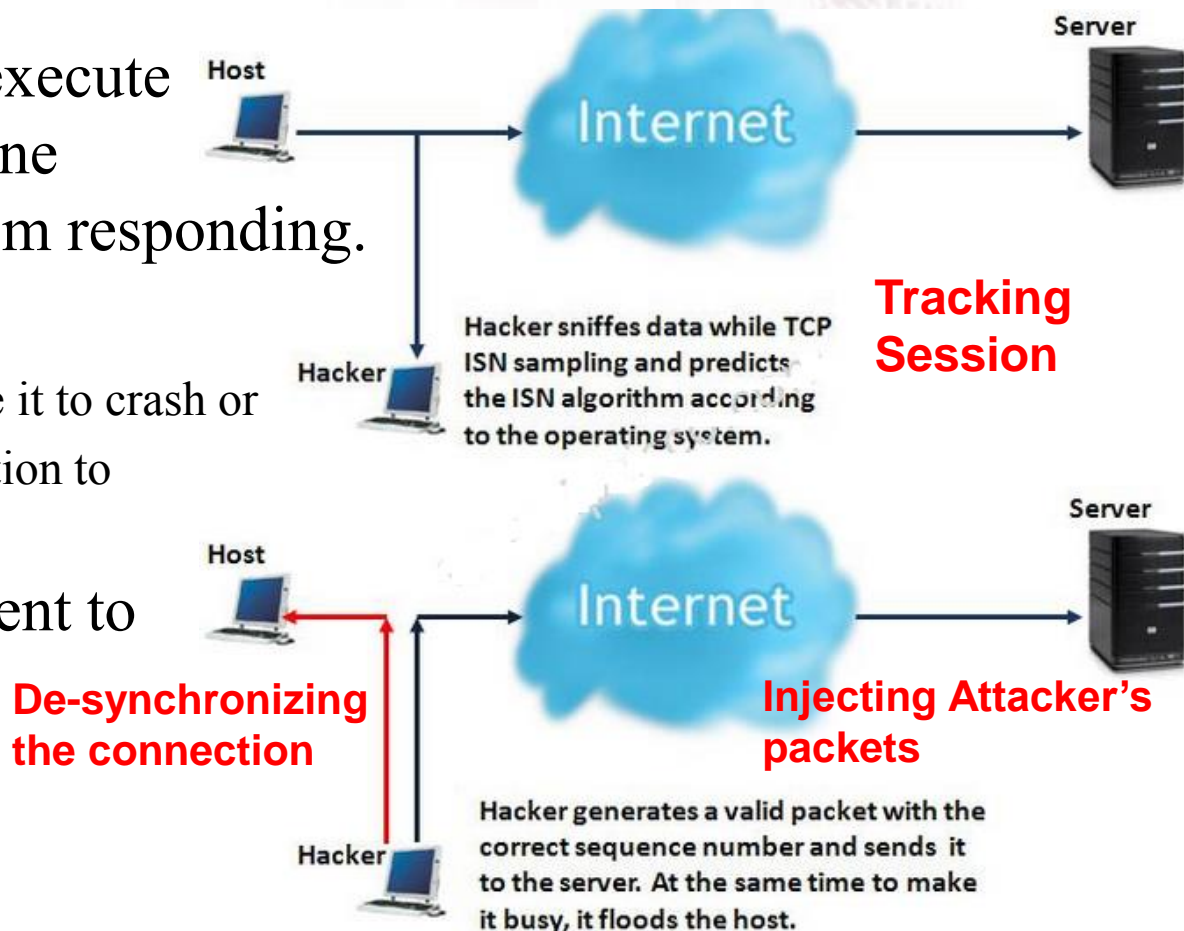 Server
execute
Host
ne
Internet
m responding.
Tracking
Session
Hacker sniffes data while TCP
ISN sampling and predicts
the ISN algorithm according
to the operating system.
Hacker
e it to crash or
tion to
Server
Host
Internet
ent to
De-synchronizing
the connection
Injecting Attacker’s
packets
Hacker generates a valid packet with the
correct sequence number and sends it
to the server. At the same time to make
it busy, it floods the host.
Hacker